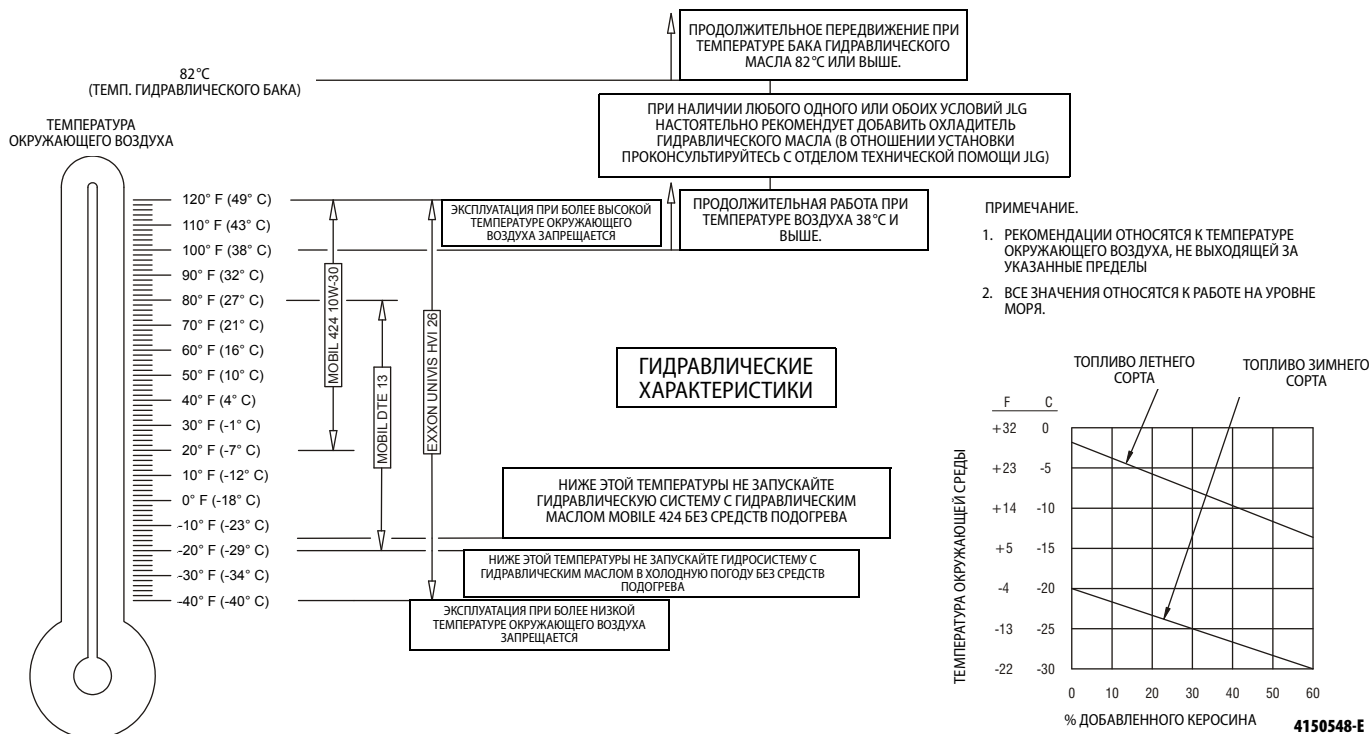 ПРОДОЛЖИТЕЛЬНОЕ ПЕРЕДВИЖЕНИЕ ПРИ
ТЕМПЕРАТУРЕ БАКА ГИДРАВЛИЧЕСКОГО
МАСЛА 82°C ИЛИ ВЫШЕ.
82°C
(ТЕМП. ГИДРАВЛИЧЕСКОГО БАКА)
ПРИ НАЛИЧИИ ЛЮБОГО ОДНОГО ИЛИ ОБОИХ УСЛОВИЙ JLG
НАСТОЯТЕЛЬНО РЕКОМЕНДУЕТ ДОБАВИТЬ ОХЛАДИТЕЛЬ
ГИДРАВЛИЧЕСКОГО МАСЛА (В ОТНОШЕНИИ УСТАНОВКИ
ПРОКОНСУЛЬТИРУЙТЕСЬ С ОТДЕЛОМ ТЕХНИЧЕСКОЙ ПОМОЩИ JLG)
ТЕМПЕРАТУРА
ОКРУЖАЮЩЕГО ВОЗДУХА
120° F (49° C)
110° F (43° C)
100° F (38° C)
90° F (32° C)
80° F (27° C)
70° F (21° C)
60° F (16° C)
50° F (10° C)
40° F (4° C)
30° F (-1° C)
20° F (-7° C)
10° F (-12° C)
0° F (-18° C)
-10° F (-23° C)
-20° F (-29° C)
-30° F (-34° C)
-40° F (-40° C)
MOBIL 424 10W-30
MOBIL DTE 13
EXXON UNIVIS HVI 26
ЭКСПЛУАТАЦИЯ ПРИ БОЛЕЕ ВЫСОКОЙ
ТЕМПЕРАТУРЕ ОКРУЖАЮЩЕГО
ВОЗДУХА ЗАПРЕЩАЕТСЯ
ПРОДОЛЖИТЕЛЬНАЯ РАБОТА ПРИ
ТЕМПЕРАТУРЕ ВОЗДУХА 38°C И
ВЫШЕ.
ГИДРАВЛИЧЕСКИЕ
ХАРАКТЕРИСТИКИ
НИЖЕ ЭТОЙ ТЕМПЕРАТУРЫ НЕ ЗАПУСКАЙТЕ
ГИДРАВЛИЧЕСКУЮ СИСТЕМУ С ГИДРАВЛИЧЕСКИМ
МАСЛОМ MOBILE 424 БЕЗ СРЕДСТВ ПОДОГРЕВА
НИЖЕ ЭТОЙ ТЕМПЕРАТУРЫ НЕ ЗАПУСКАЙТЕ ГИДРОСИСТЕМУ С
ГИДРАВЛИЧЕСКИМ МАСЛОМ В ХОЛОДНУЮ ПОГОДУ БЕЗ СРЕДСТВ
ПОДОГРЕВА
ЭКСПЛУАТАЦИЯ ПРИ БОЛЕЕ НИЗКОЙ
ТЕМПЕРАТУРЕ ОКРУЖАЮЩЕГО ВОЗДУХА
ЗАПРЕЩАЕТСЯ
ПРИМЕЧАНИЕ.
1. РЕКОМЕНДАЦИИ ОТНОСЯТСЯ К ТЕМПЕРАТУРЕ
ОКРУЖАЮЩЕГО ВОЗДУХА, НЕ ВЫХОДЯЩЕЙ ЗА
УКАЗАННЫЕ ПРЕДЕЛЫ
2. ВСЕ ЗНАЧЕНИЯ ОТНОСЯТСЯ К РАБОТЕ НА УРОВНЕ
МОРЯ.
ТОПЛИВО ЛЕТНЕГО
СОРТА
ТОПЛИВО ЗИМНЕГО
СОРТА
F C
+32 0
+23 -5
+14 -10
+5 -15
-4 -20
-13 -25
-22 -30
ТЕМПЕРАТУРА ОКРУЖАЮЩЕЙ СРЕДЫ
0 10 20 30 40 50 60
% ДОБАВЛЕННОГО КЕРОСИНА
4150548-E